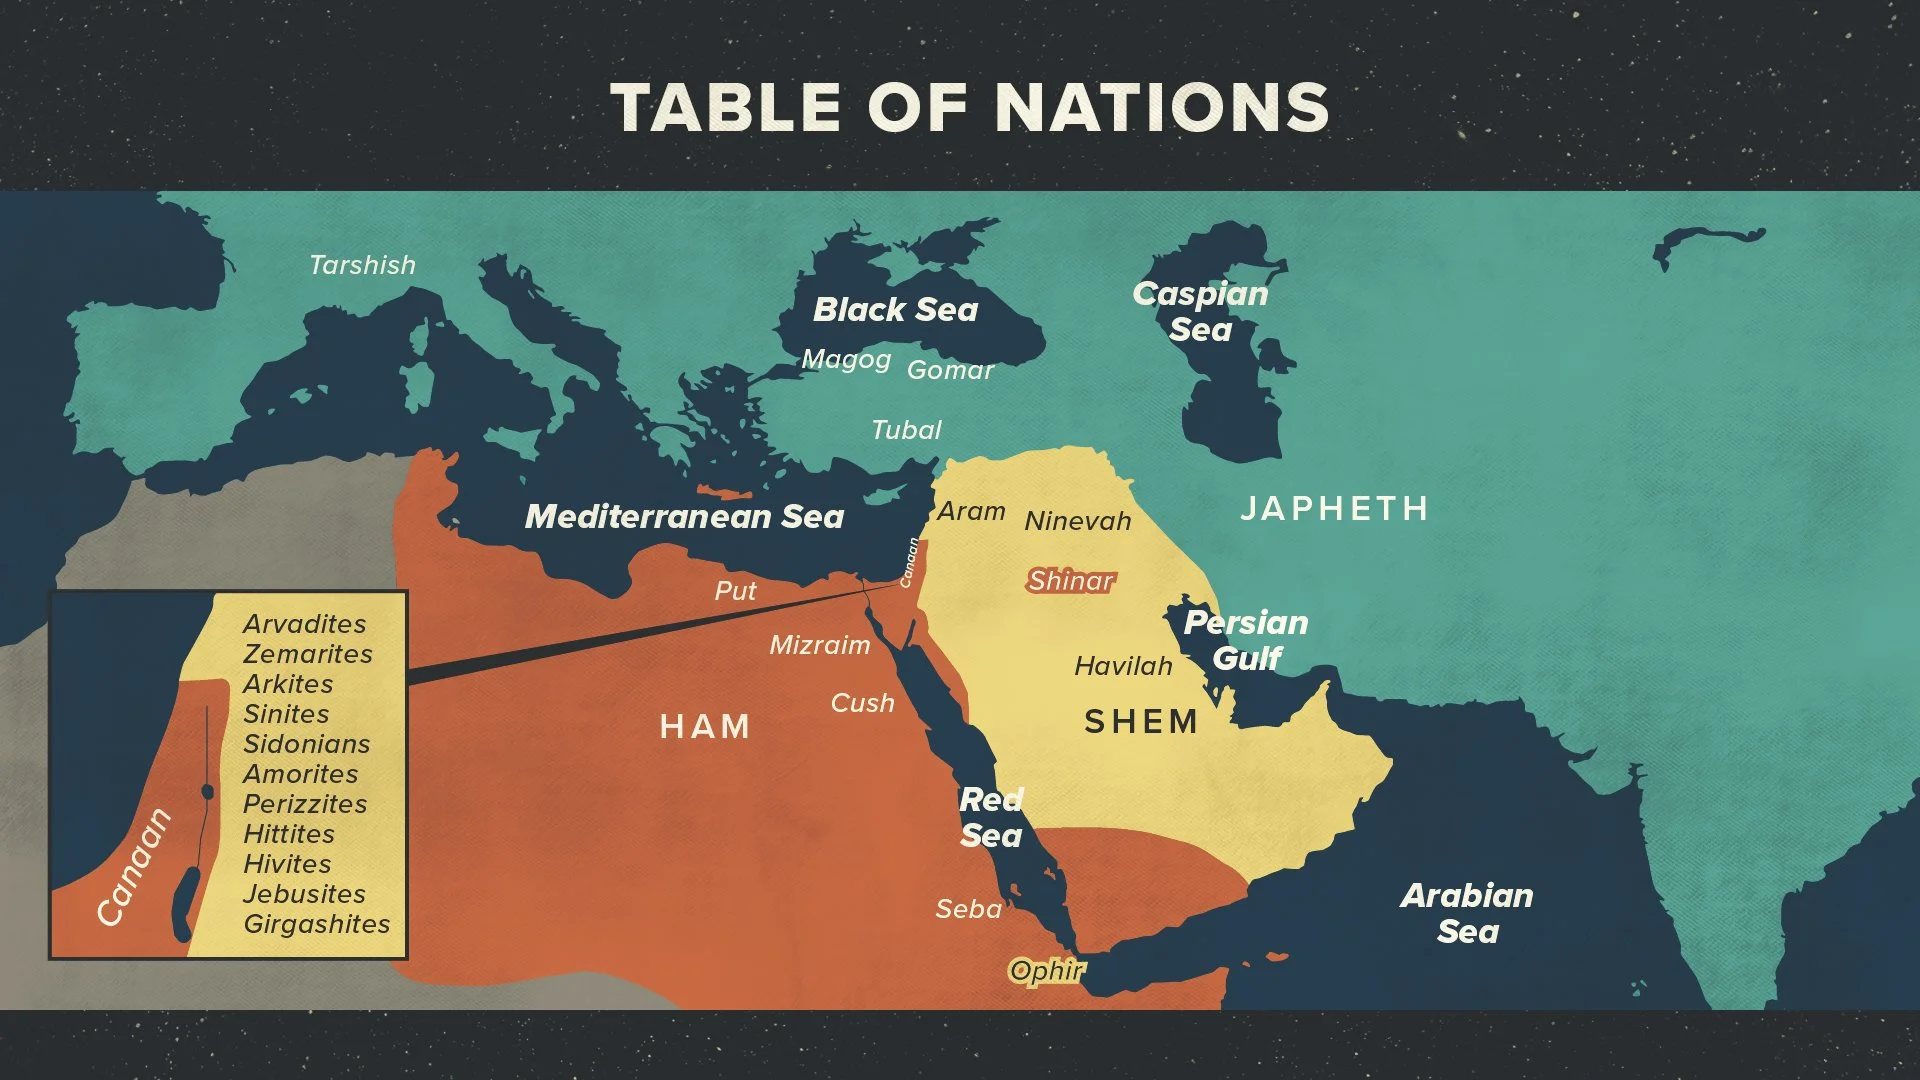 TABLE OF NATIONS
Tarshish
Black Sea
Caspian
Sea
Magog
Gomar
Tubal
JAPHETH
Mediterranean Sea
Aram
Ninevah
Canaan
Shinar
Put
Mizraim
Cush
HAM
Persian
Gulf
Havilah
SHEM
Red
Sea
Seba
Ophir
Arabian
Sea
Canaan
Arvadites
Zemarites
Arkites
Sinites
Sidonians
Amorites
Perizzites
Hittites
Hivites
Jebusites
Girgashites